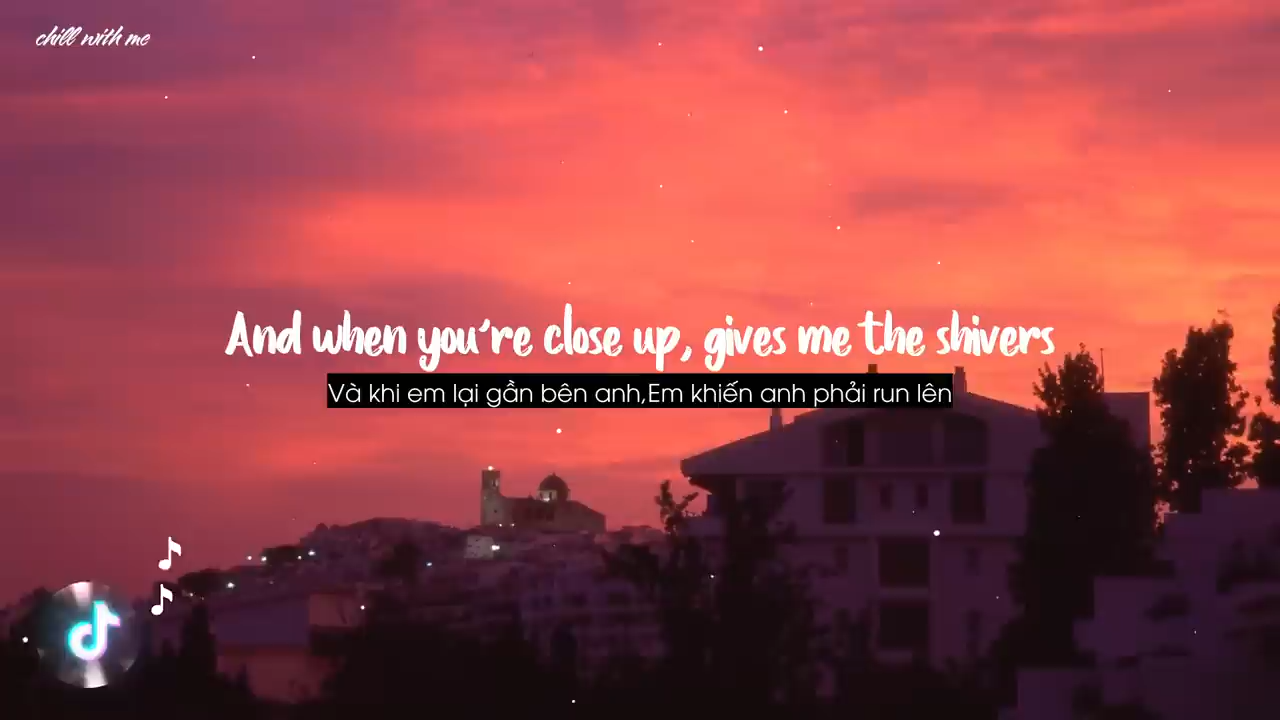 chill with me
And when you're close up, gives me the shivers
Và khi em lại gần bên anh,Em khiến anh phải run lên